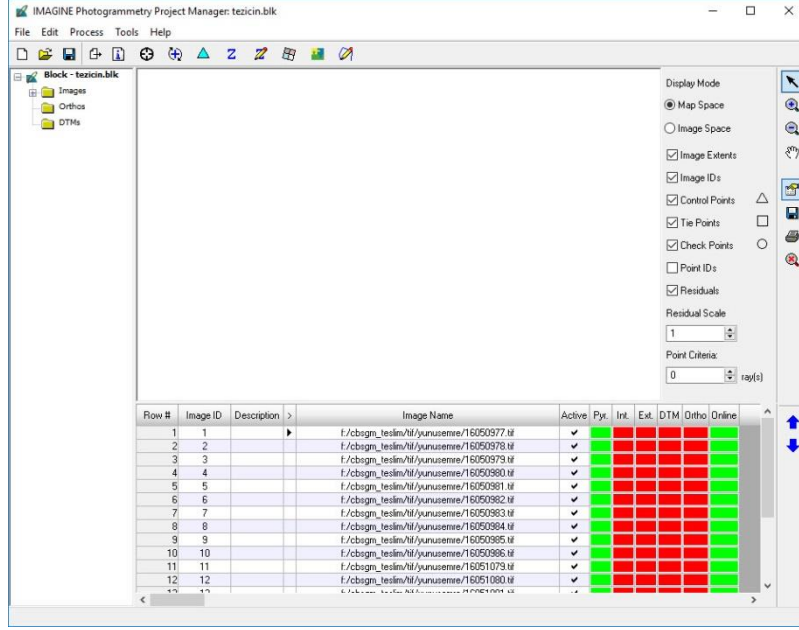 IMAGINE Photogrammetry Project Manager: tezicin.blk
File Edit Process Tools Help
Block - tezicin.blk
Images
Orthos
DTMs
Display Mode
Map Space
Image Space
Image Extents
Image IDs
Control Points
Tie Points
Check Points
Point IDs
Residuals
Residual Scale
1
Point Criteria:
0 ray(s)
Row # Image ID Description > Image Name Active Pyr. Int. Ext. DTM Ortho Online
1 1 f:/cbsgm_teslim/tif/yunusemre/16050977.tif
2 2 f:/cbsgm_teslim/tif/yunusemre/16050978.tif
3 3 f:/cbsgm_teslim/tif/yunusemre/16050979.tif
4 4 f:/cbsgm_teslim/tif/yunusemre/16050980.tif
5 5 f:/cbsgm_teslim/tif/yunusemre/16050981.tif
6 6 f:/cbsgm_teslim/tif/yunusemre/16050982.tif
7 7 f:/cbsgm_teslim/tif/yunusemre/16050983.tif
8 8 f:/cbsgm_teslim/tif/yunusemre/16050984.tif
9 9 f:/cbsgm_teslim/tif/yunusemre/16050985.tif
10 10 f:/cbsgm_teslim/tif/yunusemre/16050986.tif
11 11 f:/cbsgm_teslim/tif/yunusemre/16051079.tif
12 12 f:/cbsgm_teslim/tif/yunusemre/16051080.tif